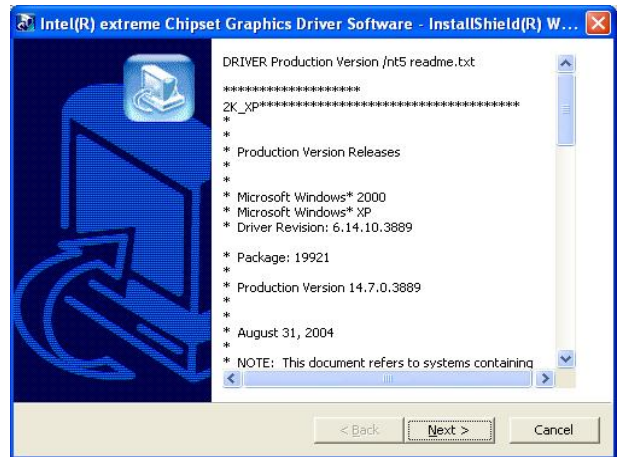 Intel(R) extreme Chipset Graphics Driver Software - InstallShield(R) W...
DRIVER Production Version /nt5 readme.txt
********************
2K_XP**************************************
*
*
* Production Version Releases
*
*
* Microsoft Windows* 2000
* Microsoft Windows* XP
* Driver Revision: 6.14.10.3889
*
* Package: 19921
*
* Production Version 14.7.0.3889
*
*
* August 31, 2004
*
* NOTE: This document refers to systems containing
< Back
Next >
Cancel